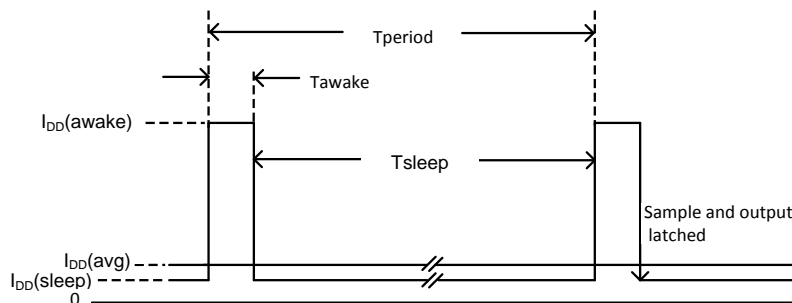 Tperiod
Tawake
IDD(awake)
Tsleep
Sample and output
latched
IDD(avg)
IDD(sleep)
0